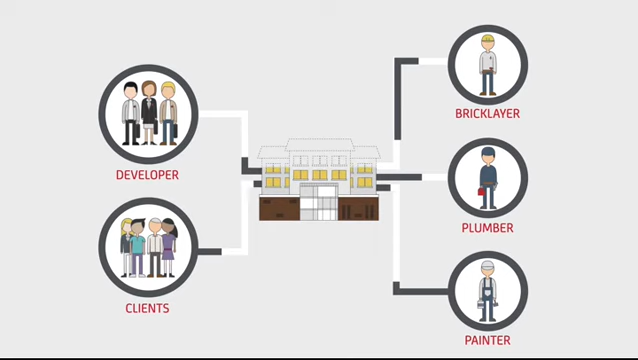 DEVELOPER
CLIENTS
BRICKLAYER
PLUMBER
PAINTER